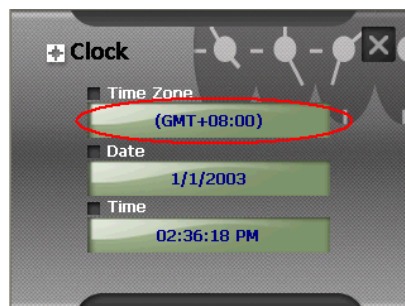 Clock
Time Zone
(GMT+08:00)
Date
1/1/2003
Time
02:36:18 PM